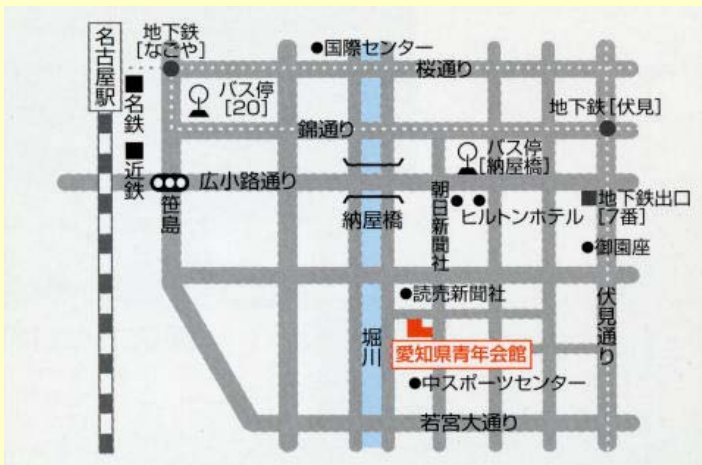 名古屋駅
地下鉄
[なごや]
●国際センター
桜通り
■名鉄
バス停
[20]
錦通り
地下鉄[伏見]
バス停
[納屋橋]
■近鉄
広小路通り
笹島
納屋橋
朝日新聞社
●ヒルトンホテル
■地下鉄出口
[7番]
●御園座
●読売新聞社
堀川
愛知県青年会館
伏見通り
●中スポーツセンター
若宮大通り